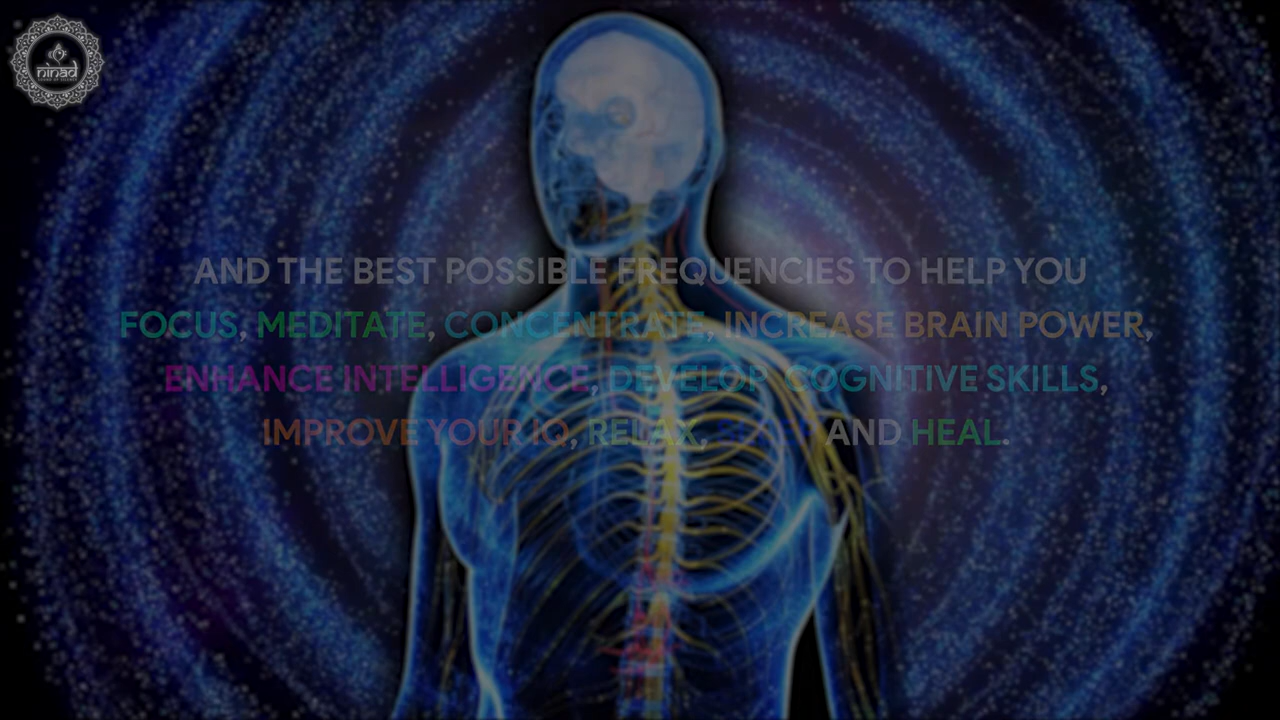 ninad
AND THE BEST POSSIBLE FREQUENCIES TO HELP YOU
FOCUS, MEDITATE, CONCENTRATE, INCREASE BRAIN POWER,
ENHANCE INTELLIGENCE, DEVELOP COGNITIVE SKILLS,
IMPROVE YOUR IQ, RELAX, AND HEAL.